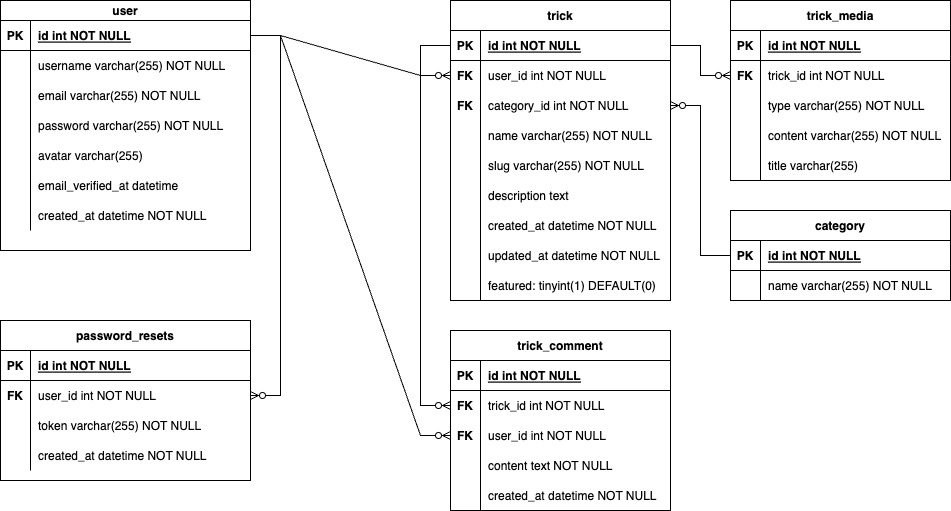 user
PK id int NOT NULL
username varchar(255) NOT NULL
email varchar(255) NOT NULL
password varchar(255) NOT NULL
avatar varchar(255)
email_verified_at datetime
created_at datetime NOT NULL
password_resets
PK id int NOT NULL
FK user_id int NOT NULL
token varchar(255) NOT NULL
created_at datetime NOT NULL
trick
PK id int NOT NULL
FK user_id int NOT NULL
FK category_id int NOT NULL
name varchar(255) NOT NULL
slug varchar(255) NOT NULL
description text
created_at datetime NOT NULL
updated_at datetime NOT NULL
featured: tinyint(1) DEFAULT(0)
trick_comment
PK id int NOT NULL
FK trick_id int NOT NULL
FK user_id int NOT NULL
content text NOT NULL
created_at datetime NOT NULL
trick_media
PK id int NOT NULL
FK trick_id int NOT NULL
type varchar(255) NOT NULL
content varchar(255) NOT NULL
title varchar(255)
category
PK id int NOT NULL
name varchar(255) NOT NULL